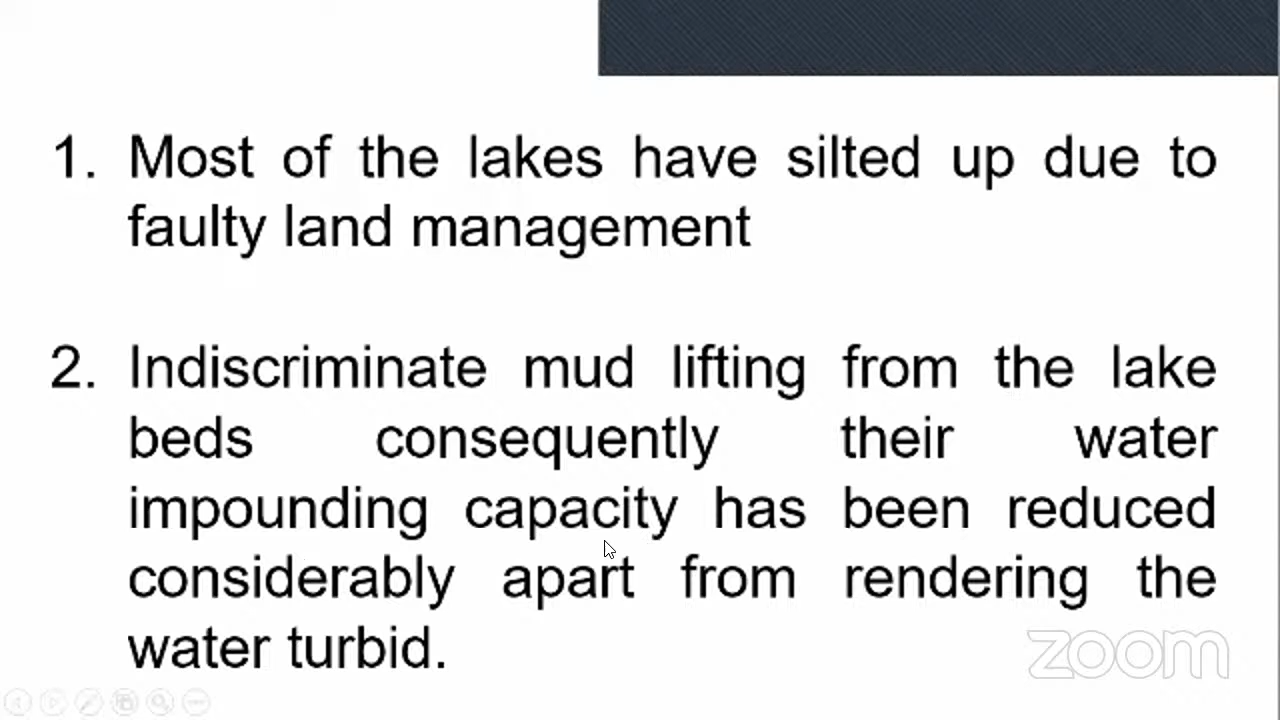 1. Most of the lakes have silted up due to
faulty land management
2. Indiscriminate mud lifting from the lake
beds consequently their water
impounding capacity has been reduced
considerably apart from rendering the
water turbid.
zoom